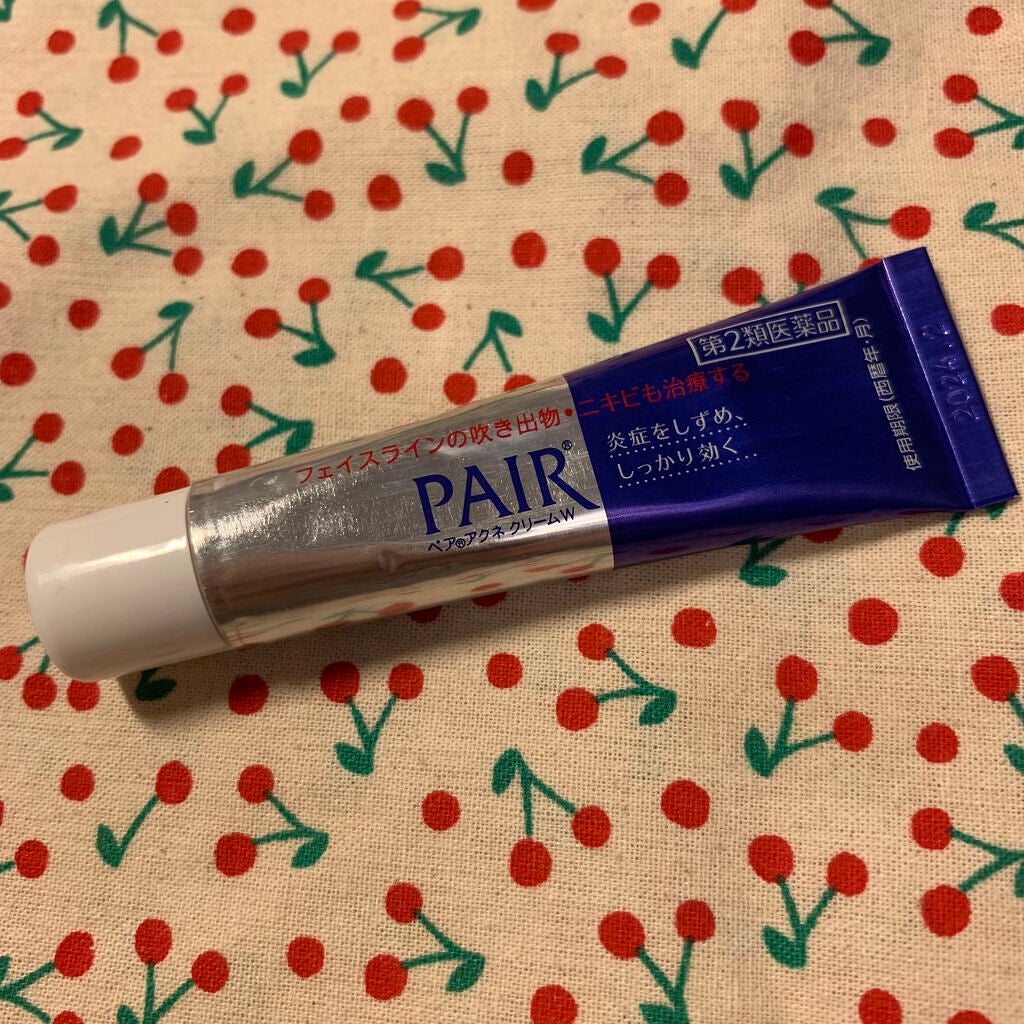 第2類医薬品
フェイスラインの吹き出物・ニキビも治療する
PAIR®
ペア®アクネ クリームW
炎症をしずめ、
しっかり効く
使用期限(西暦年・月)
2024.2